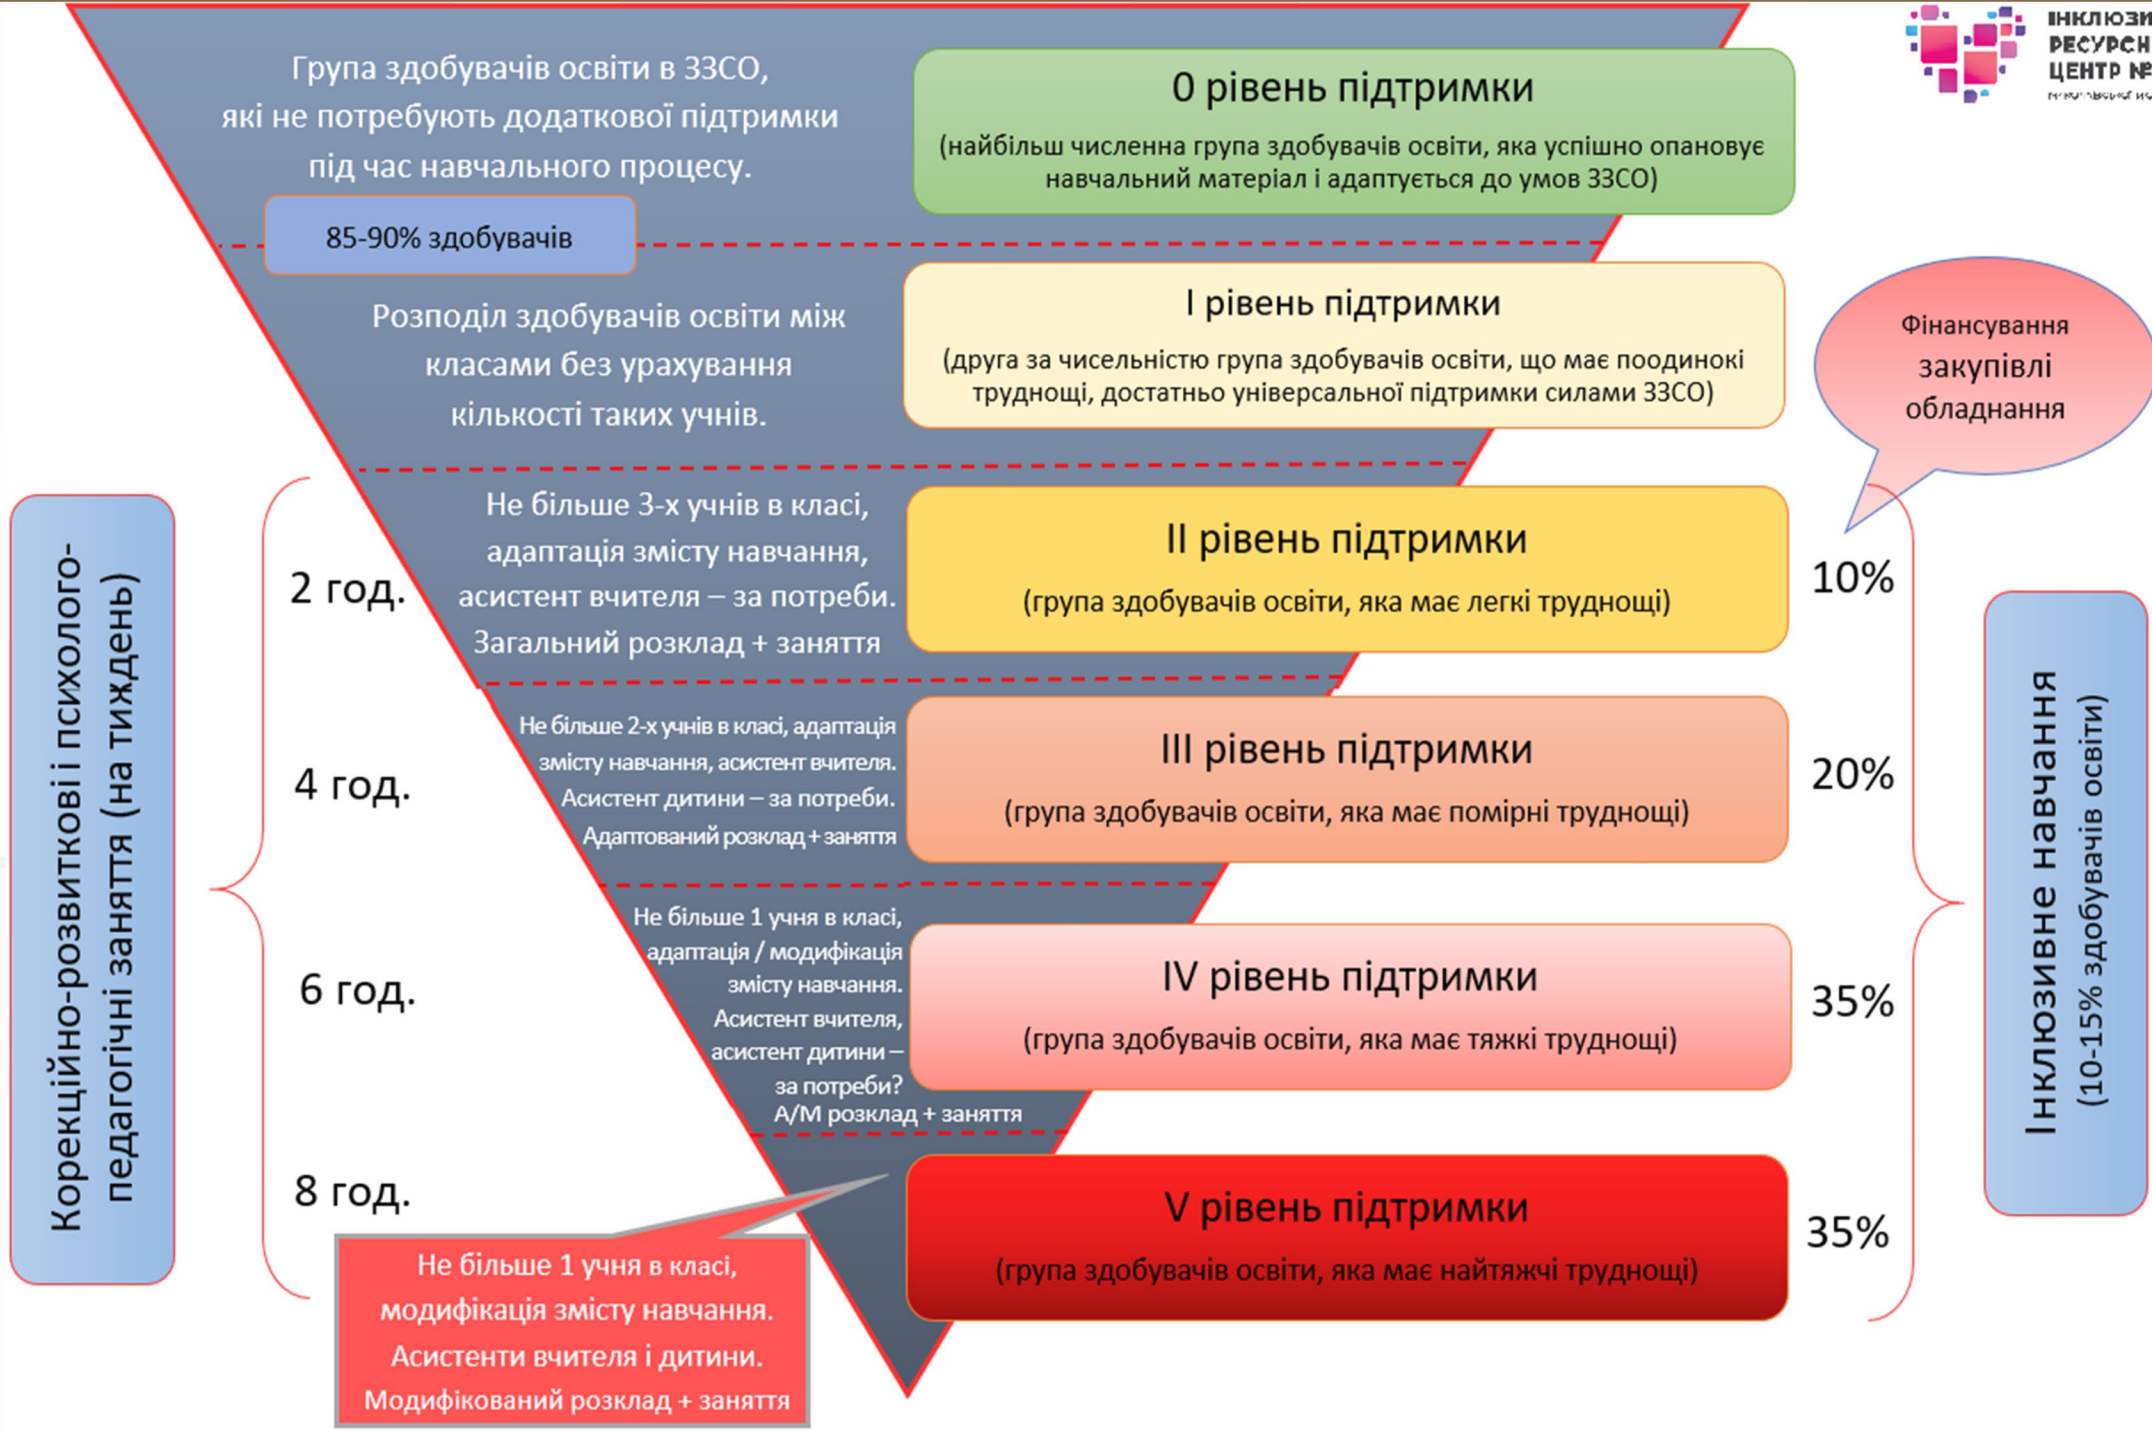 ІНКЛЮЗИ
РЕСУРСН
ЦЕНТР №
Група здобувачів освіти в ЗЗСО,
які не потребують додаткової підтримки
під час навчального процесу.
85-90% здобувачів
0 рівень підтримки
(найбільш численна група здобувачів освіти, яка успішно опановує
навчальний матеріал і адаптується до умов ЗЗСО)
Розподіл здобувачів освіти між
класами без урахування
кількості таких учнів.
І рівень підтримки
(друга за чисельністю група здобувачів освіти, що має поодинокі
труднощі, достатньо універсальної підтримки силами ЗЗСО)
Фінансування
закупівлі
обладнання
Корекційно-розвиткові і психолого-
педагогічні заняття (на тиждень)
2 год.
Не більше 3-х учнів в класі,
адаптація змісту навчання,
асистент вчителя – за потреби.
Загальний розклад + заняття
ІІ рівень підтримки
(група здобувачів освіти, яка має легкі труднощі)
10%
4 год.
Не більше 2-х учнів в класі, адаптація
змісту навчання, асистент вчителя.
Асистент дитини – за потреби.
Адаптований розклад + заняття
ІІІ рівень підтримки
(група здобувачів освіти, яка має помірні труднощі)
20%
6 год.
Не більше 1 учня в класі,
адаптація / модифікація
змісту навчання.
Асистент вчителя,
асистент дитини –
за потреби?
А/М розклад + заняття
IV рівень підтримки
(група здобувачів освіти, яка має тяжкі труднощі)
35%
8 год.
Не більше 1 учня в класі,
модифікація змісту навчання.
Асистенти вчителя і дитини.
Модифікований розклад + заняття
V рівень підтримки
(група здобувачів освіти, яка має найтяжчі труднощі)
35%
Інклюзивне навчання
(10-15% здобувачів освіти)